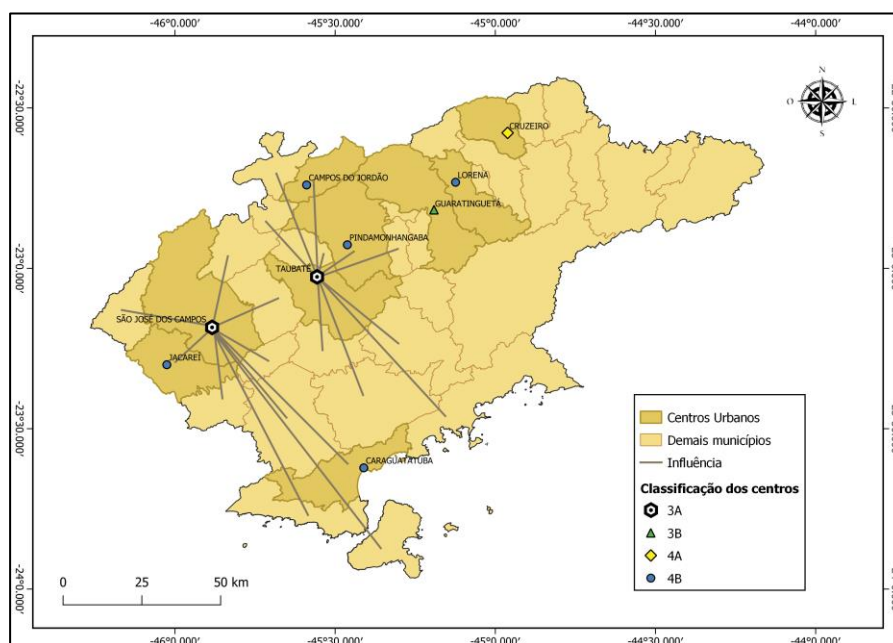 -46°0.000' -45°30.000' -45°0.000' -44°30.000' -44°0.000'
N
O L
S
-22°30.000'
CRUZEIRO
CAMPOS DO JORDÃO
LORENA
GUARATINGUETÁ
PINDAMONHANGABA
-23°0.000'
TAUBATÉ
SÃO JOSÉ DOS CAMPOS
JACAREÍ
-23°30.000'
CARAGUATATUBA
Centros Urbanos
Demais municípios
Influência
Classificação dos centros
3A
3B
4A
4B
0 25 50 km
-24°0.000'
-46°0.000' -45°30.000' -45°0.000' -44°30.000' -44°0.000'